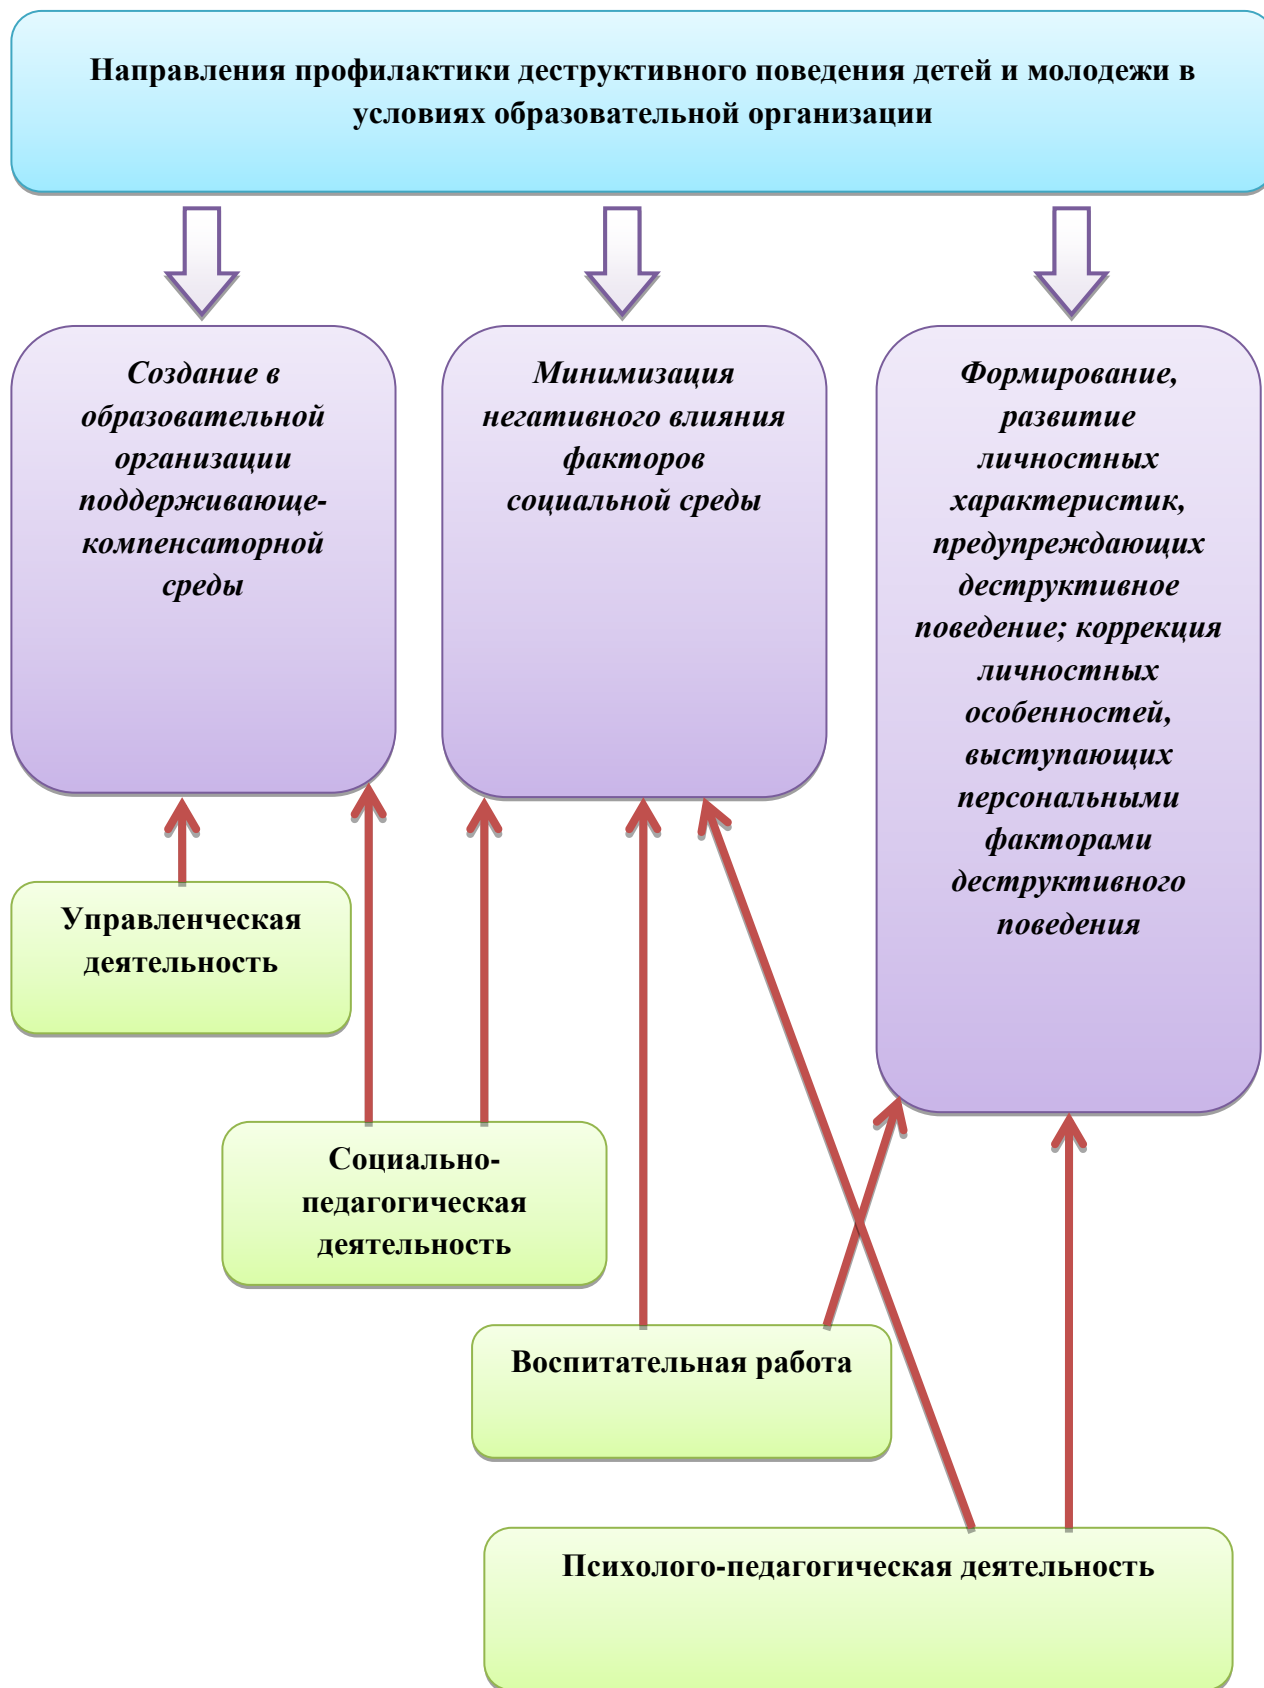 Направления профилактики деструктивного поведения детей и молодежи в
условиях образовательной организации
Создание в
образовательной
организации
поддерживающе-
компенсаторной
среды
Минимизация
негативного влияния
факторов
социальной среды
Формирование,
развитие
личностных
характеристик,
предупреждающих
деструктивное
поведение; коррекция
личностных
особенностей,
выступающих
персональными
факторами
деструктивного
поведения
Управленческая
деятельность
Социально-
педагогическая
деятельность
Воспитательная работа
Психолого-педагогическая деятельность